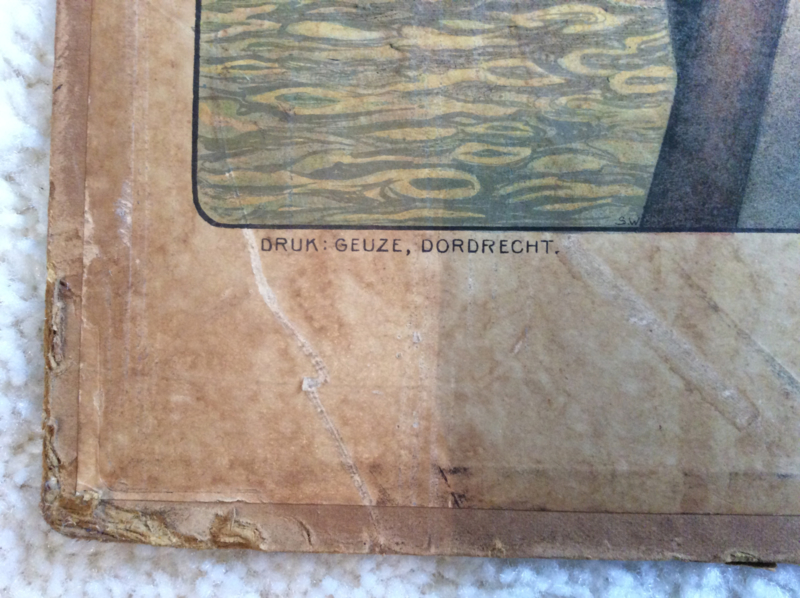 S.W
DRUK: GEUZE, DORDRECHT.